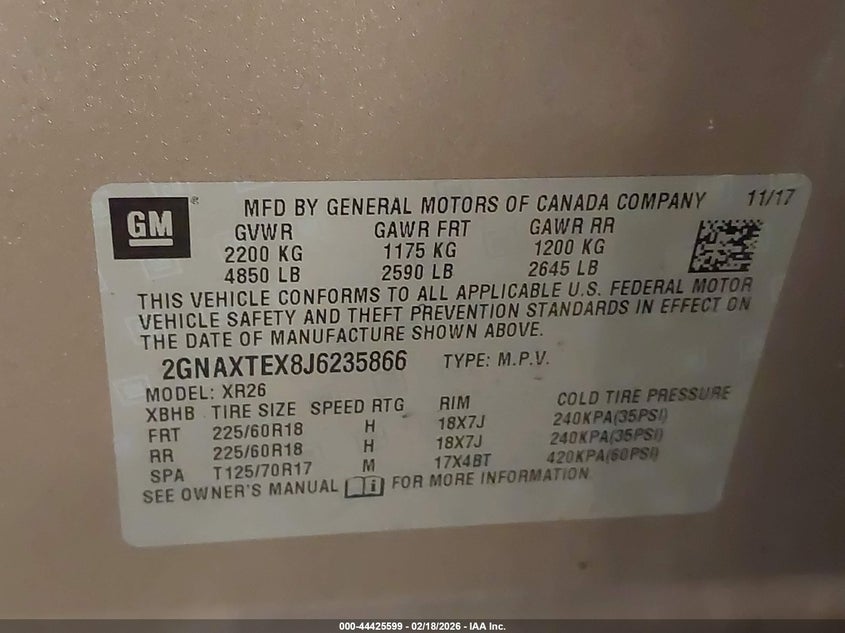 GM ® MFD BY GENERAL MOTORS OF CANADA COMPANY 11/17
GVWR GAWR FRT GAWR RR
2200 KG 1175 KG 1200 KG
4850 LB 2590 LB 2645 LB
THIS VEHICLE CONFORMS TO ALL APPLICABLE U.S. FEDERAL MOTOR
VEHICLE SAFETY AND THEFT PREVENTION STANDARDS IN EFFECT ON
THE DATE OF MANUFACTURE SHOWN ABOVE.
2GNAXTEX8J6235866 TYPE: M.P.V.
MODEL: XR26
XBHB TIRE SIZE SPEED RTG RIM COLD TIRE PRESSURE
FRT 225/60R18 H 18X7J 240KPA(35PSI)
RR 225/60R18 H 18X7J 240KPA(35PSI)
SPA T125/70R17 M 17X4BT 420KPA(60PSI)
SEE OWNER'S MANUAL i FOR MORE INFORMATION.
000-44425599 - 02/18/2026 - IAA Inc.